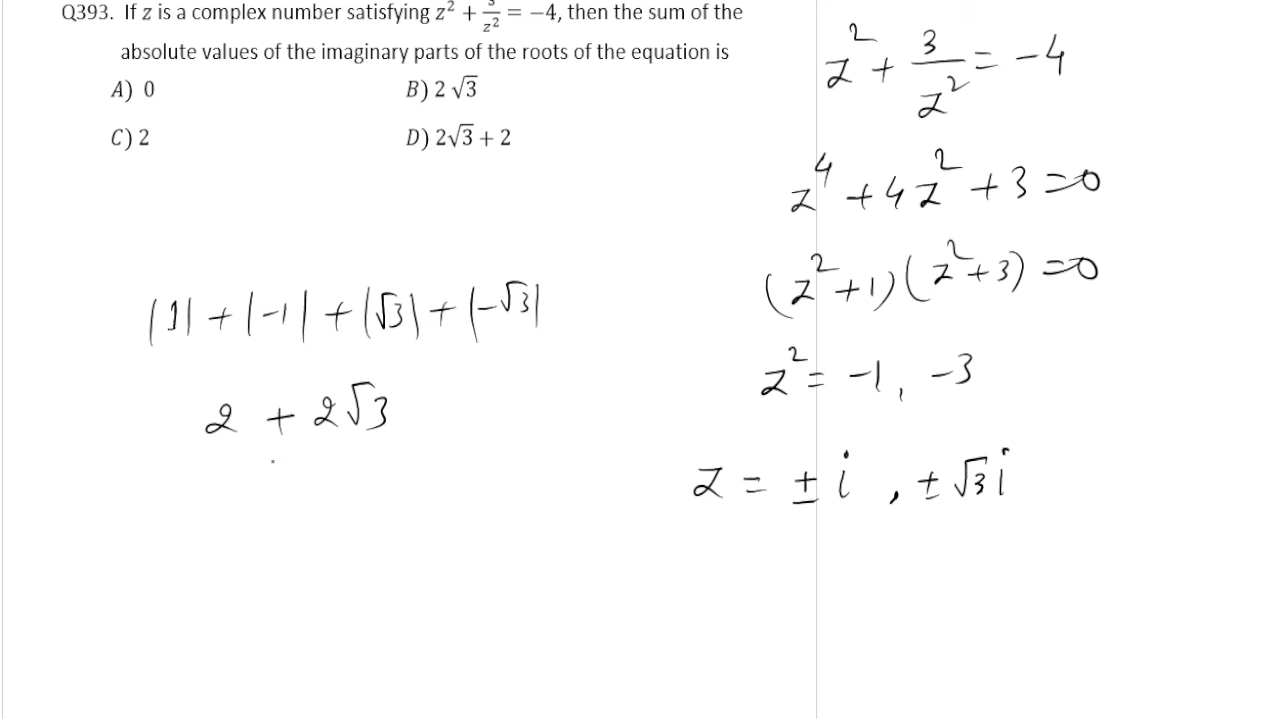 Q393. If z is a complex number satisfying z² + 3/z² = −4, then the sum of the
absolute values of the imaginary parts of the roots of the equation is
A) 0
B) 2 √3
C) 2
D) 2√3 + 2
z² + 3/z² = −4
z⁴ + 4z² + 3 = 0
(z² + 1)(z² + 3) = 0
z² = −1, −3
z = ± i , ± √3 i
|1| + |−1| + |√3| + |−√3|
2 + 2√3